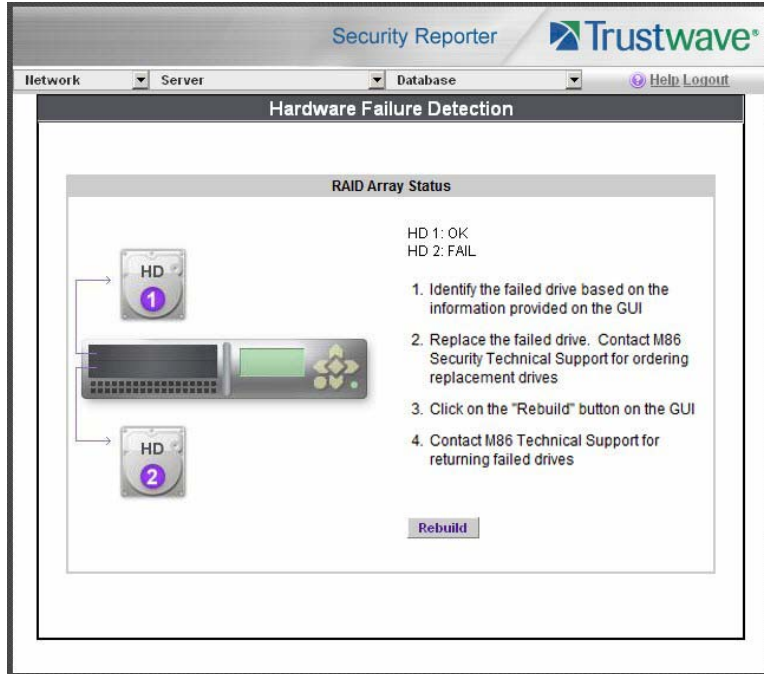 Security Reporter
Trustwave®
Network Server Database Help Logout
Hardware Failure Detection
RAID Array Status
HD 1: OK
HD 2: FAIL
HD
1
1. Identify the failed drive based on the
information provided on the GUI
2. Replace the failed drive. Contact M86
Security Technical Support for ordering
replacement drives
3. Click on the "Rebuild" button on the GUI
4. Contact M86 Technical Support for
returning failed drives
HD
2
Rebuild